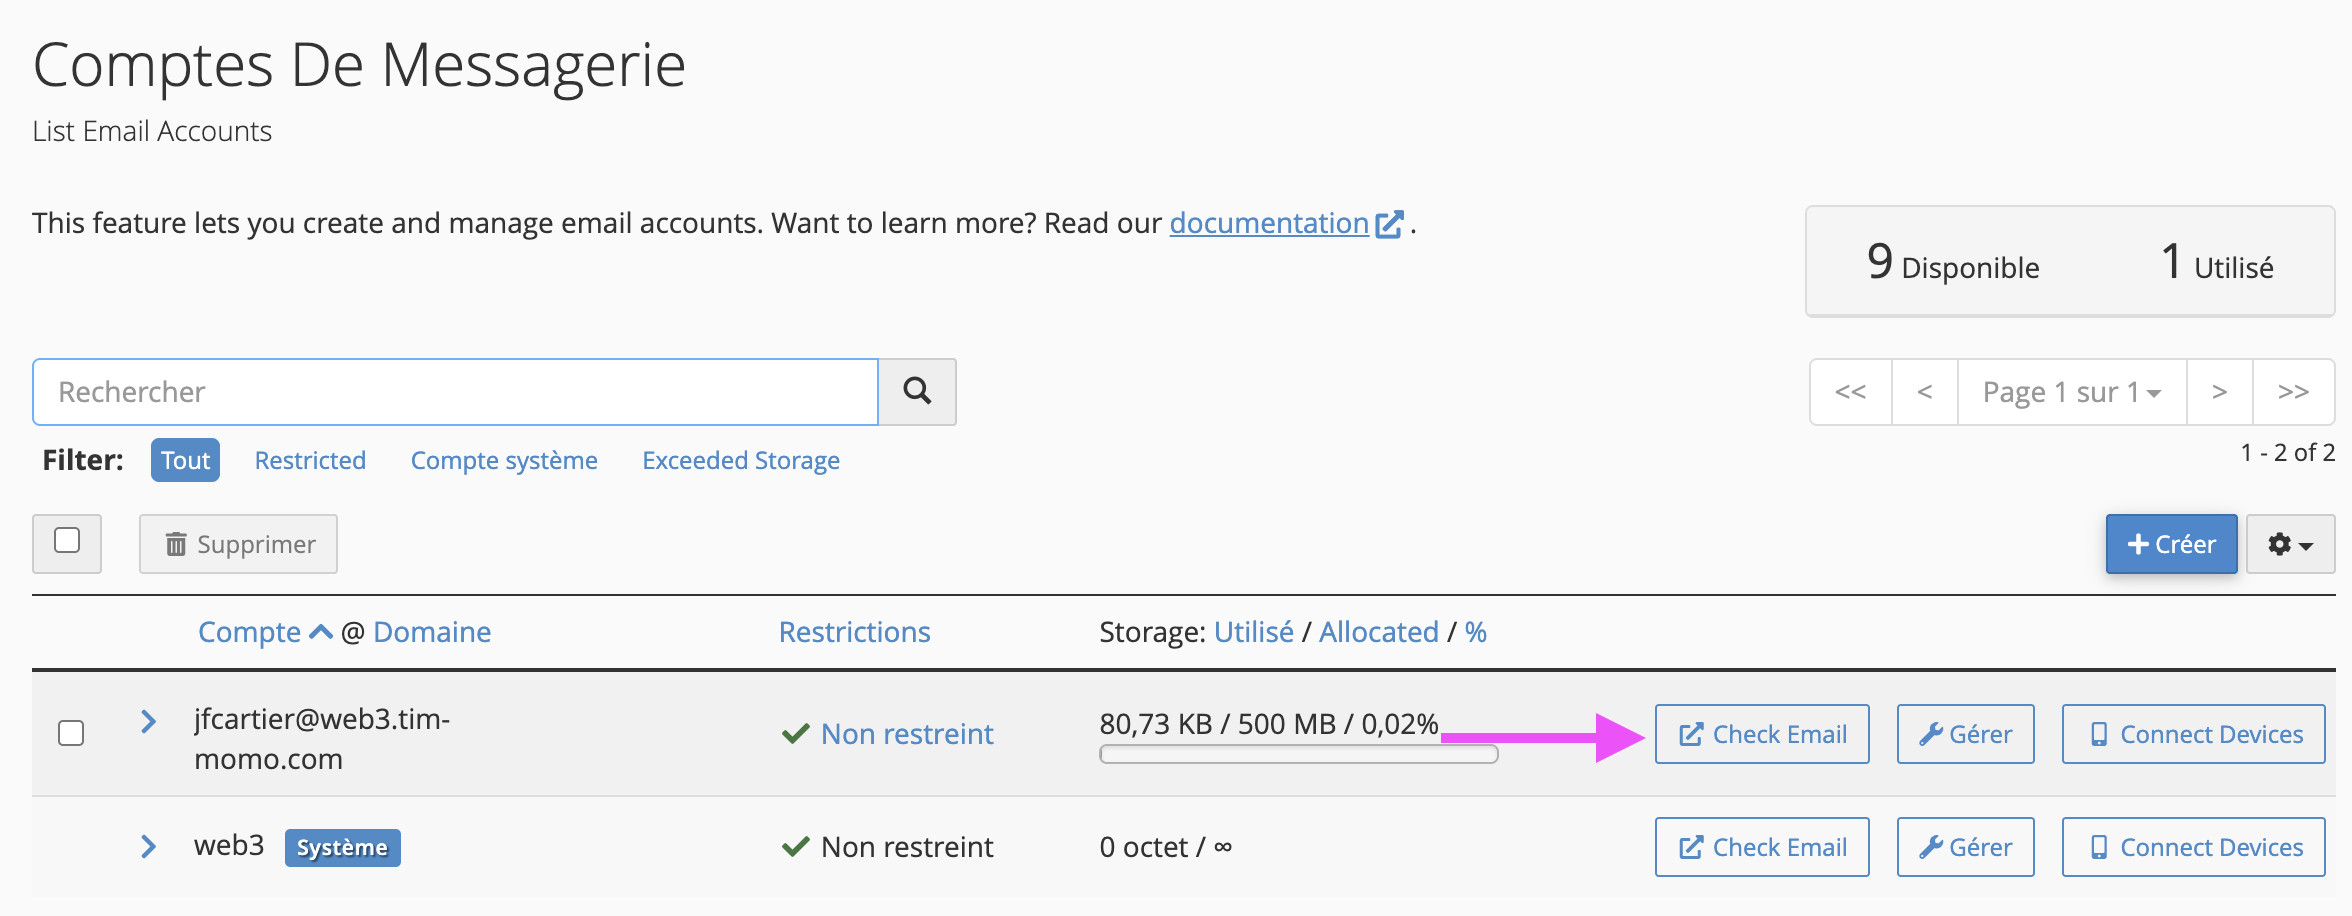 Comptes De Messagerie
List Email Accounts
This feature lets you create and manage email accounts. Want to learn more? Read our documentation .
9 Disponible 1 Utilisé
Rechercher
<< < Page 1 sur 1 > >>
Filter: Tout Restricted Compte système Exceeded Storage
1 - 2 of 2
Supprimer
Créer
Compte @ Domaine Restrictions Storage: Utilisé / Allocated / %
jfcartier@web3.tim-
momo.com
Non restreint
80,73 KB / 500 MB / 0,02%
Check Email Gérer Connect Devices
web3 Système Non restreint 0 octet / ∞ Check Email Gérer Connect Devices